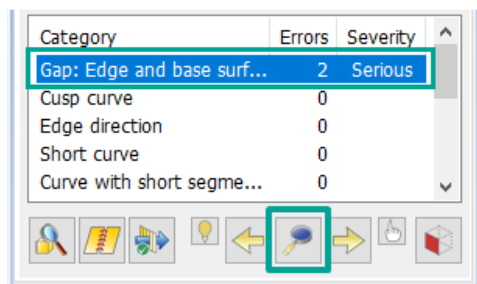 Category Errors Severity
Gap: Edge and base surf... 2 Serious
Cusp curve 0
Edge direction 0
Short curve 0
Curve with short segme... 0